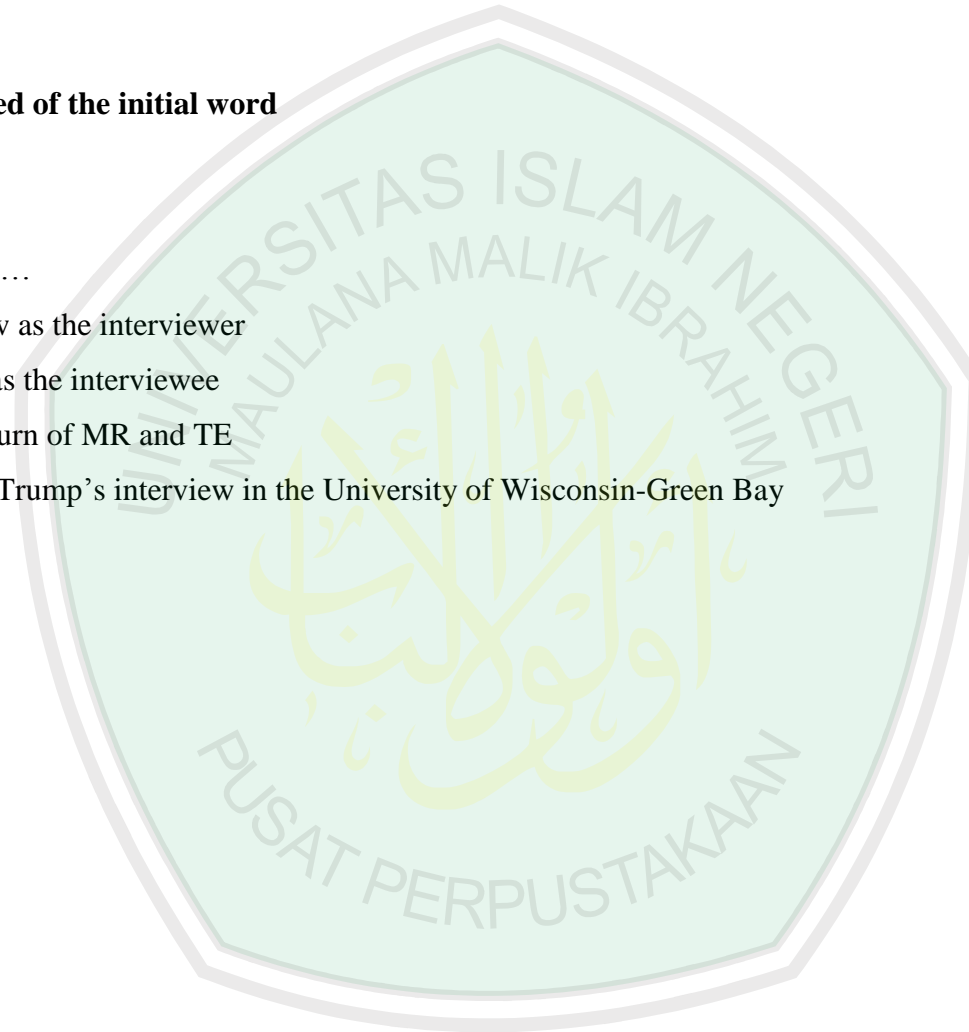 ed of the initial word
…
as the interviewer
as the interviewee
urn of MR and TE
Trump’s interview in the University of Wisconsin-Green Bay
UNIVERSITAS ISLAM NEGERI
MAULANA MALIK IBRAHIM
PUSAT PERPUSTAKAAN